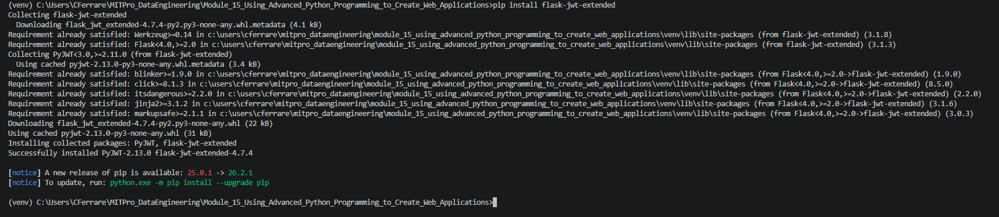 (venv) C:\Users\CFerrare\MITPro_DataEngineering\Module_15_Using_Advanced_Python_Programming_to_Create_Web_Applications>pip install flask-jwt-extended
Collecting flask-jwt-extended
  Downloading flask_jwt_extended-4.7.4-py2.py3-none-any.whl.metadata (4.1 kB)
Requirement already satisfied: Werkzeug>=0.14 in c:\users\cferrare\mitpro_dataengineering\module_15_using_advanced_python_programming_to_create_web_applications\venv\lib\site-packages (from flask-jwt-extended) (3.1.8)
Requirement already satisfied: Flask<4.0,>=2.0 in c:\users\cferrare\mitpro_dataengineering\module_15_using_advanced_python_programming_to_create_web_applications\venv\lib\site-packages (from flask-jwt-extended) (3.1.3)
Collecting PyJWT<3.0,>=2.11.0 (from flask-jwt-extended)
  Using cached pyjwt-2.13.0-py3-none-any.whl.metadata (3.4 kB)
Requirement already satisfied: blinker>=1.9.0 in c:\users\cferrare\mitpro_dataengineering\module_15_using_advanced_python_programming_to_create_web_applications\venv\lib\site-packages (from Flask<4.0,>=2.0->flask-jwt-extended) (1.9.0)
Requirement already satisfied: click>=8.1.3 in c:\users\cferrare\mitpro_dataengineering\module_15_using_advanced_python_programming_to_create_web_applications\venv\lib\site-packages (from Flask<4.0,>=2.0->flask-jwt-extended) (8.5.0)
Requirement already satisfied: itsdangerous>=2.2.0 in c:\users\cferrare\mitpro_dataengineering\module_15_using_advanced_python_programming_to_create_web_applications\venv\lib\site-packages (from Flask<4.0,>=2.0->flask-jwt-extended) (2.2.0)
Requirement already satisfied: jinja2>=3.1.2 in c:\users\cferrare\mitpro_dataengineering\module_15_using_advanced_python_programming_to_create_web_applications\venv\lib\site-packages (from Flask<4.0,>=2.0->flask-jwt-extended) (3.1.6)
Requirement already satisfied: markupsafe>=2.1.1 in c:\users\cferrare\mitpro_dataengineering\module_15_using_advanced_python_programming_to_create_web_applications\venv\lib\site-packages (from Flask<4.0,>=2.0->flask-jwt-extended) (3.0.3)
Downloading flask_jwt_extended-4.7.4-py2.py3-none-any.whl (22 kB)
Using cached pyjwt-2.13.0-py3-none-any.whl (31 kB)
Installing collected packages: PyJWT, flask-jwt-extended
Successfully installed PyJWT-2.13.0 flask-jwt-extended-4.7.4

[notice] A new release of pip is available: 25.0.1 -> 26.2.1
[notice] To update, run: python.exe -m pip install --upgrade pip

(venv) C:\Users\CFerrare\MITPro_DataEngineering\Module_15_Using_Advanced_Python_Programming_to_Create_Web_Applications>